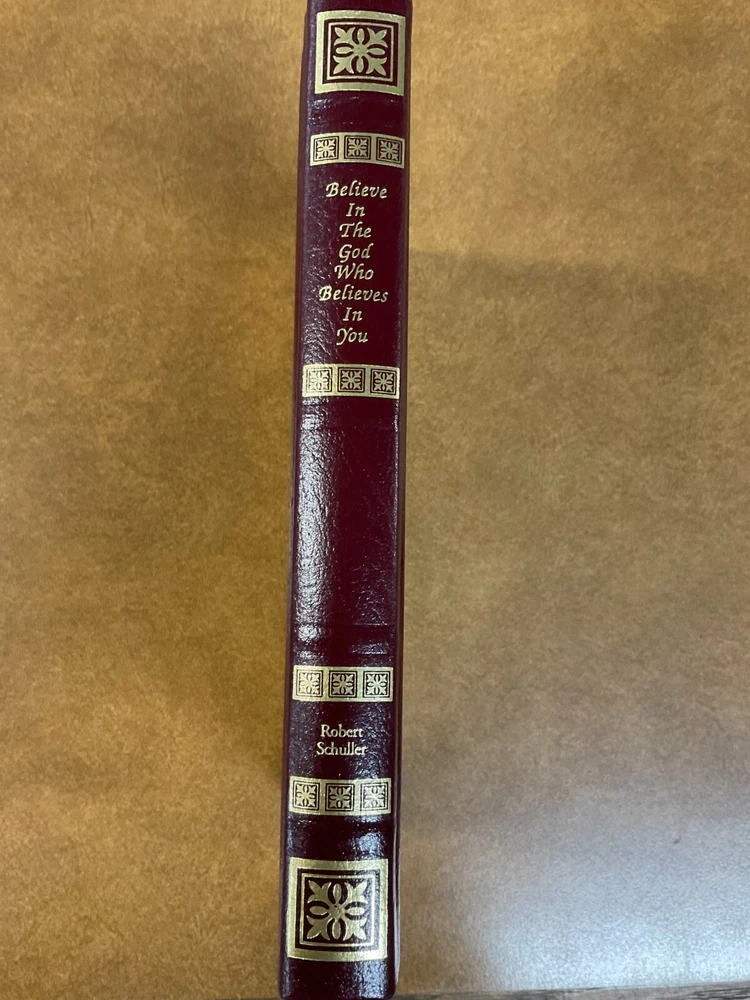 Believe
In
The
God
Who
Believes
In
You
Robert
Schuller